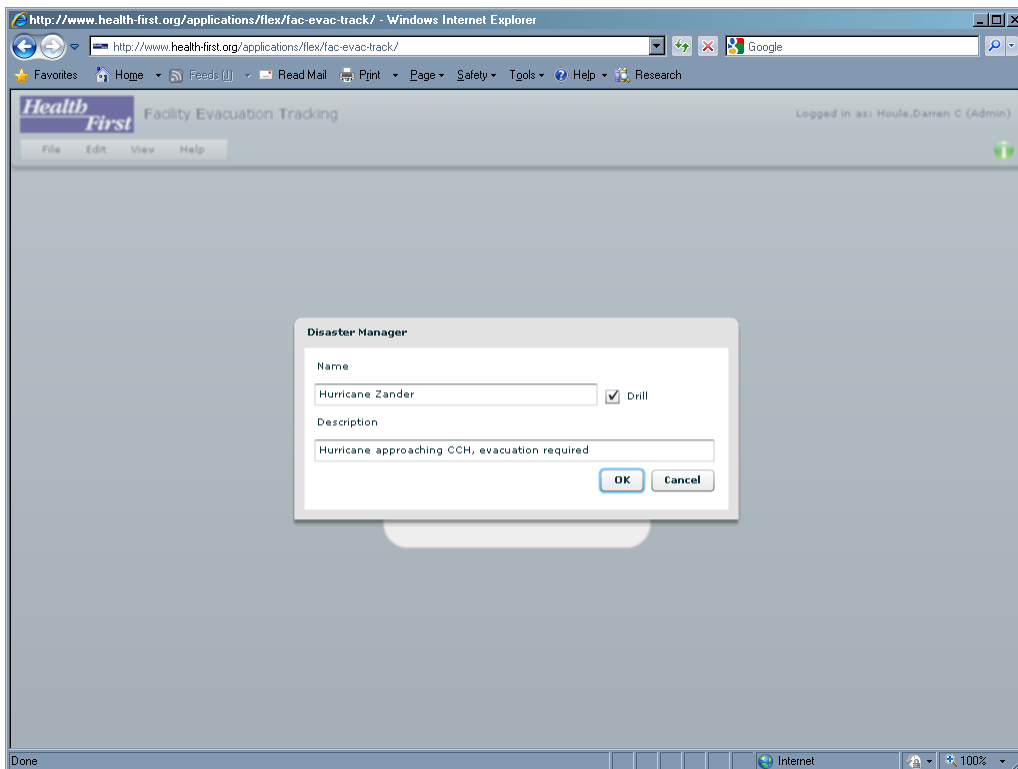 http://www.health-first.org/applications/flex/fac-evac-track/ - Windows Internet Explorer
http://www.health-first.org/applications/flex/fac-evac-track/ Google
Favorites Home Feeds (J) Read Mail Print Page Safety Tools Help Research
Health First Facility Evacuation Tracking Logged in as: Houle,Darren C (Admin)
File Edit View Help
Disaster Manager
Name
Hurricane Zander Drill
Description
Hurricane approaching CCH, evacuation required
OK Cancel
Done Internet 100%